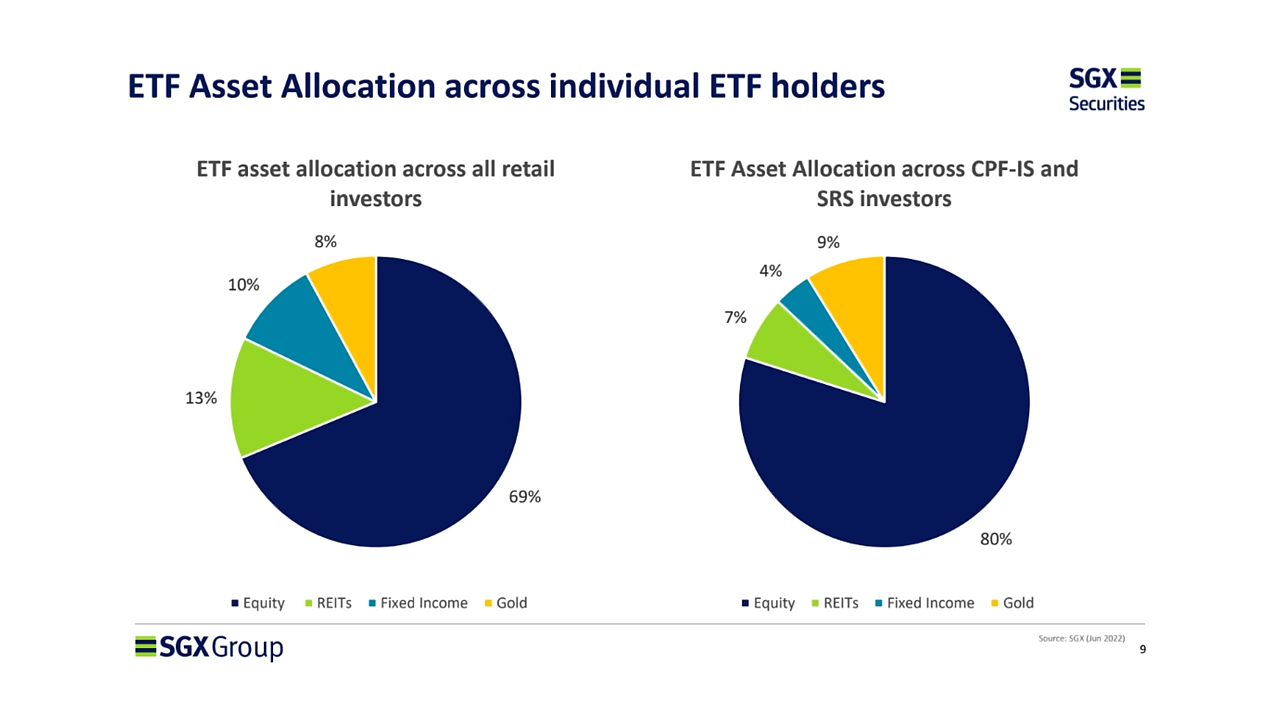 ETF Asset Allocation across individual ETF holders
SGX
Securities
ETF asset allocation across all retail
investors
8%
10%
13%
69%
Equity REITs Fixed Income Gold
ETF Asset Allocation across CPF-IS and
SRS investors
9%
4%
7%
80%
Equity REITs Fixed Income Gold
SGXGroup
Source: SGX (Jun 2022)
9